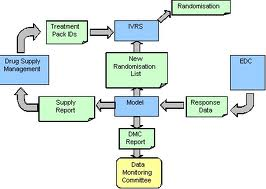 Randomisation
Treatment
Pack IDs
IVRS
Drug Supply
Management
New
Randomisation
List
EDC
Supply
Report
Model
Response
Data
DMC
Report
Data
Monitoring
Committee